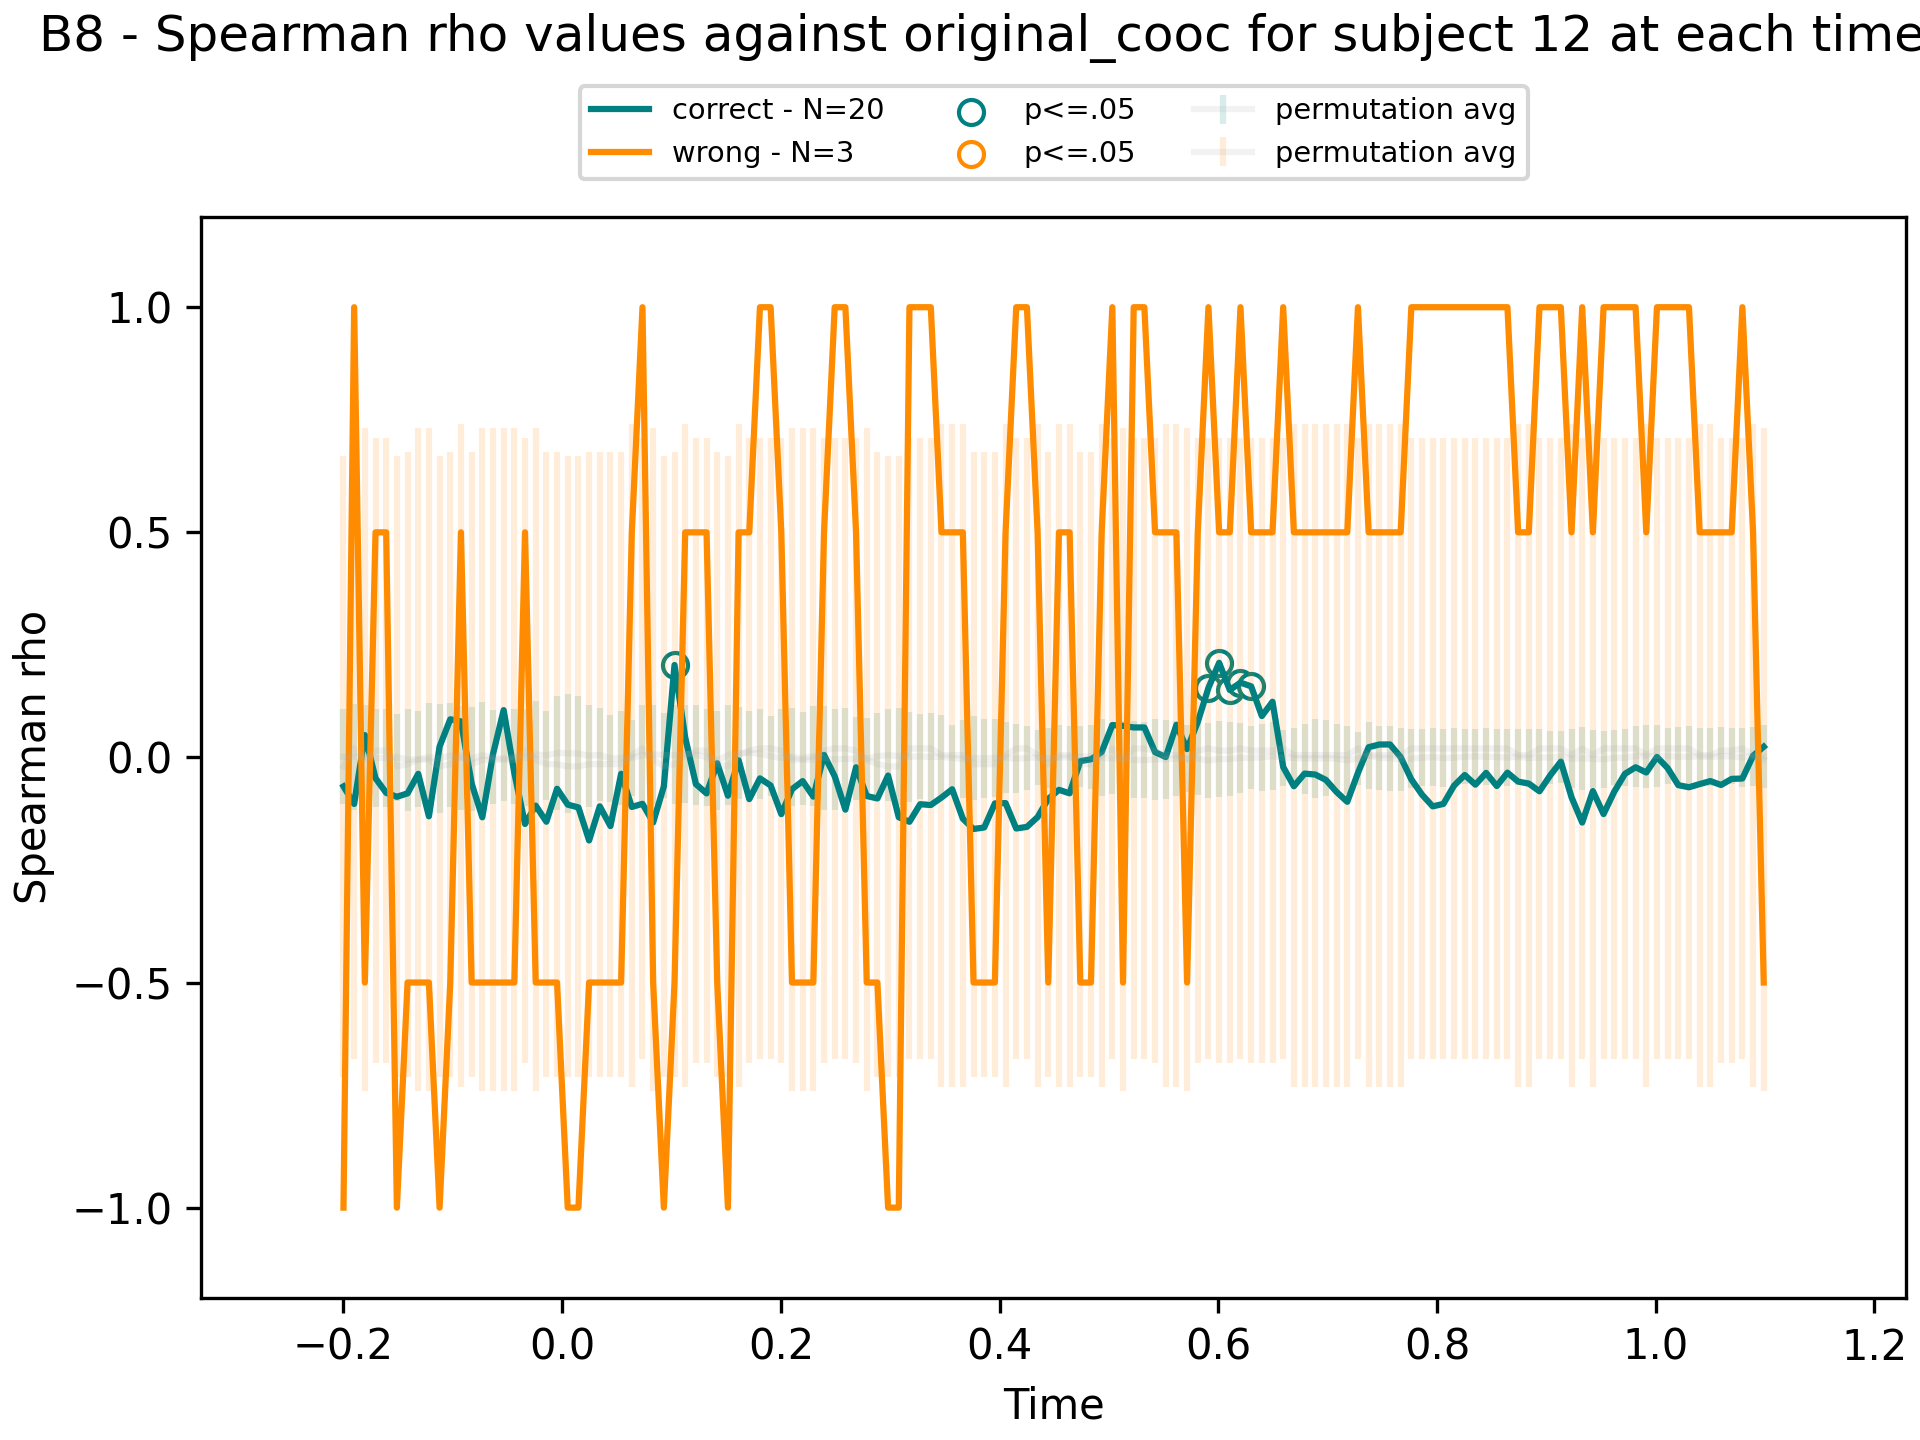 B8 - Spearman rho values against original_cooc for subject 12 at each time
correct - N=20
wrong - N=3
p<=.05
p<=.05
permutation avg
permutation avg
Spearman rho
1.0
0.5
0.0
−0.5
−1.0
−0.2 0.0 0.2 0.4 0.6 0.8 1.0 1.2
Time